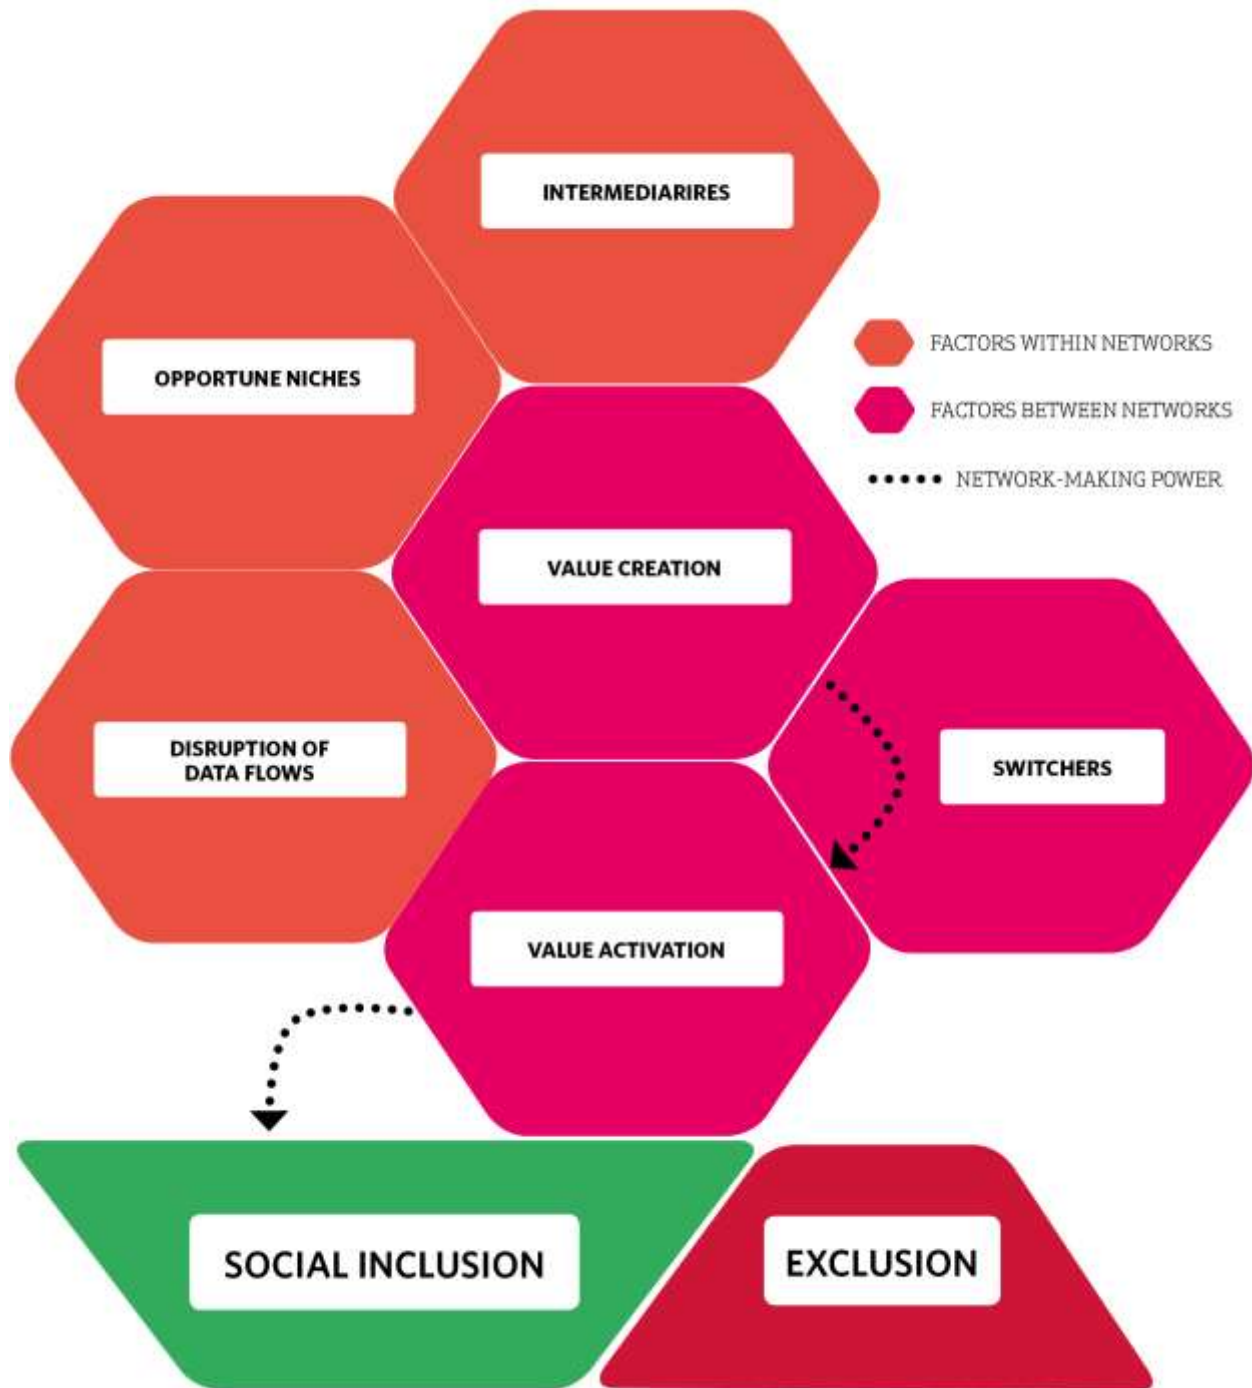 INTERMEDIARIRES
OPPORTUNE NICHES
FACTORS WITHIN NETWORKS
FACTORS BETWEEN NETWORKS
NETWORK-MAKING POWER
VALUE CREATION
DISRUPTION OF
DATA FLOWS
SWITCHERS
VALUE ACTIVATION
SOCIAL INCLUSION
EXCLUSION